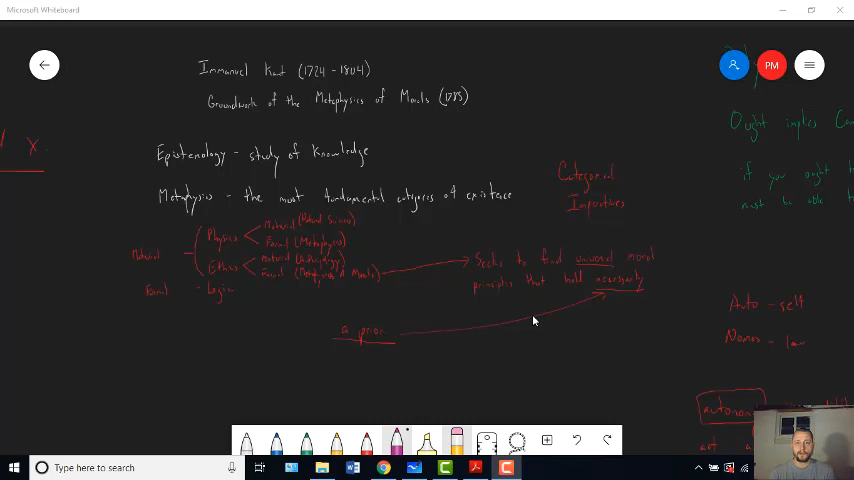 Microsoft Whiteboard
PM
Immanuel Kant (1724 - 1804)
Groundwork of the Metaphysics of Morals (1785)
Epistemology - study of Knowledge
Metaphysics - the most fundamental categories of existence
Categorical
Imperatives
Material
Physics
Material (Natural Science)
Formal (Metaphysics)
Ethics
Material (Anthropology)
Formal (Metaphysics of Morals)
Formal - Logic
Seeks to find universal moral
principles that hold necessarily
a priori
x.
Ought implies Can
if you ought t
must be able t
Auto - self
Nomos - law
autonom
act a
Type here to search